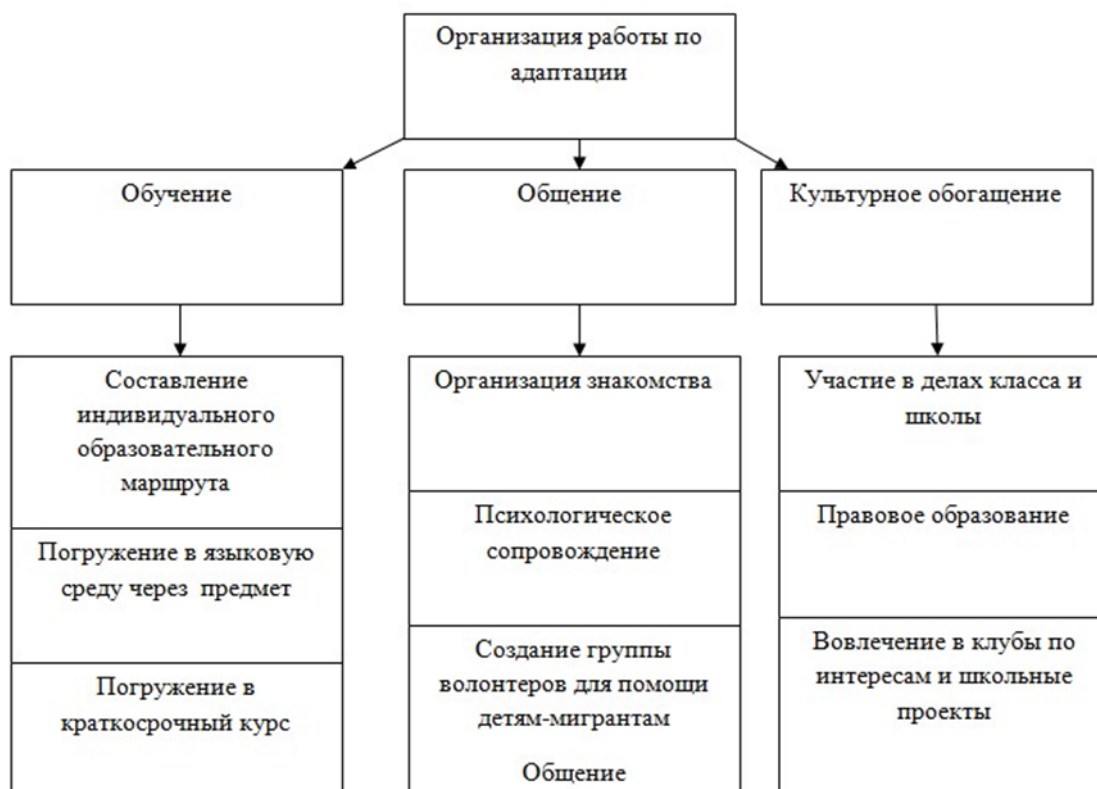 Организация работы по
адаптации
Обучение
Общение
Культурное обогащение
Составление
индивидуального
образовательного
маршрута
Погружение в языковую
среду через предмет
Погружение в
краткосрочный курс
Организация знакомства
Психологическое
сопровождение
Создание группы
волонтеров для помощи
детям-мигрантам
Общение
Участие в делах класса и
школы
Правовое образование
Вовлечение в клубы по
интересам и школьные
проекты